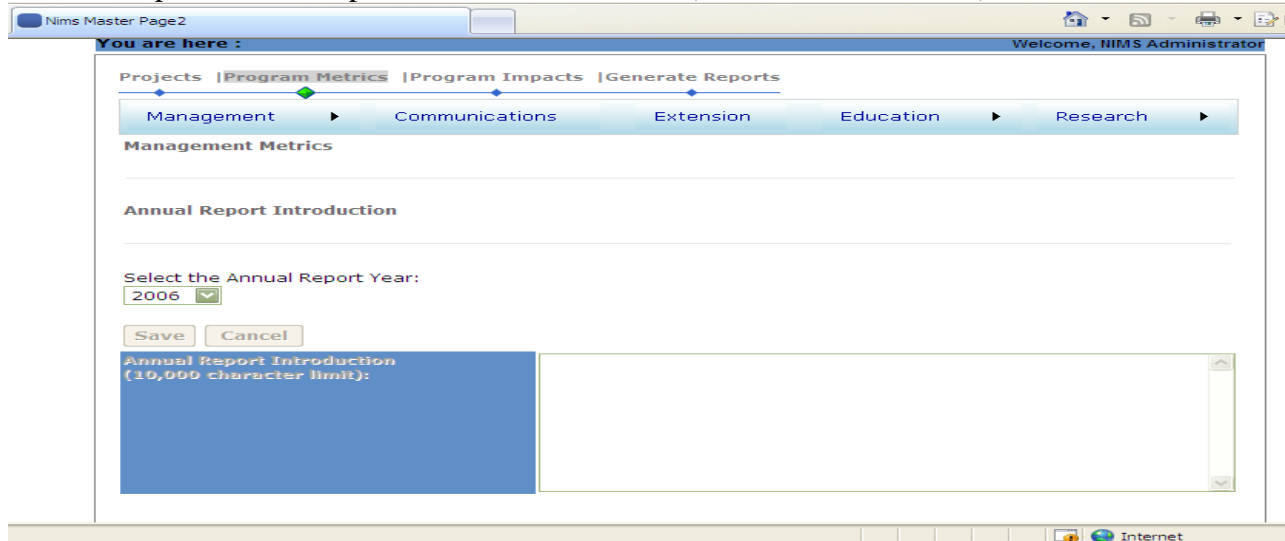 Nims Master Page2
You are here :
Welcome, NIMS Administrator
Projects |Program Metrics |Program Impacts |Generate Reports
Management Communications Extension Education Research
Management Metrics
Annual Report Introduction
Select the Annual Report Year:
2006
Save Cancel
Annual Report Introduction
(10,000 character limit):
Internet